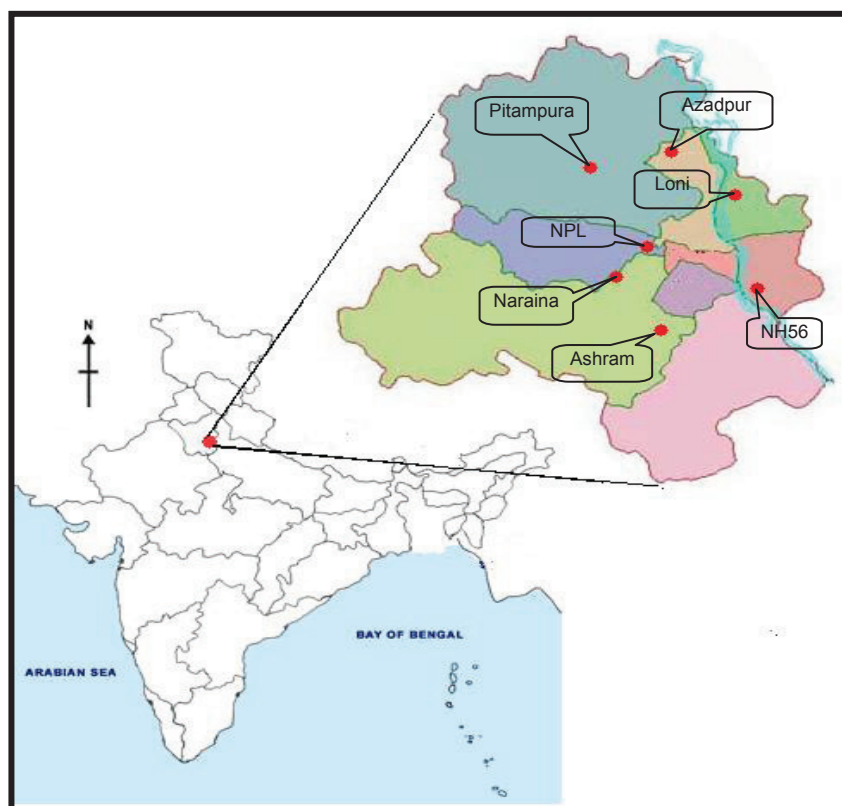 Azadpur
Pitampura
Loni
NPL
Naraina
NH56
Ashram
N
BAY OF BENGAL
ARABIAN SEA